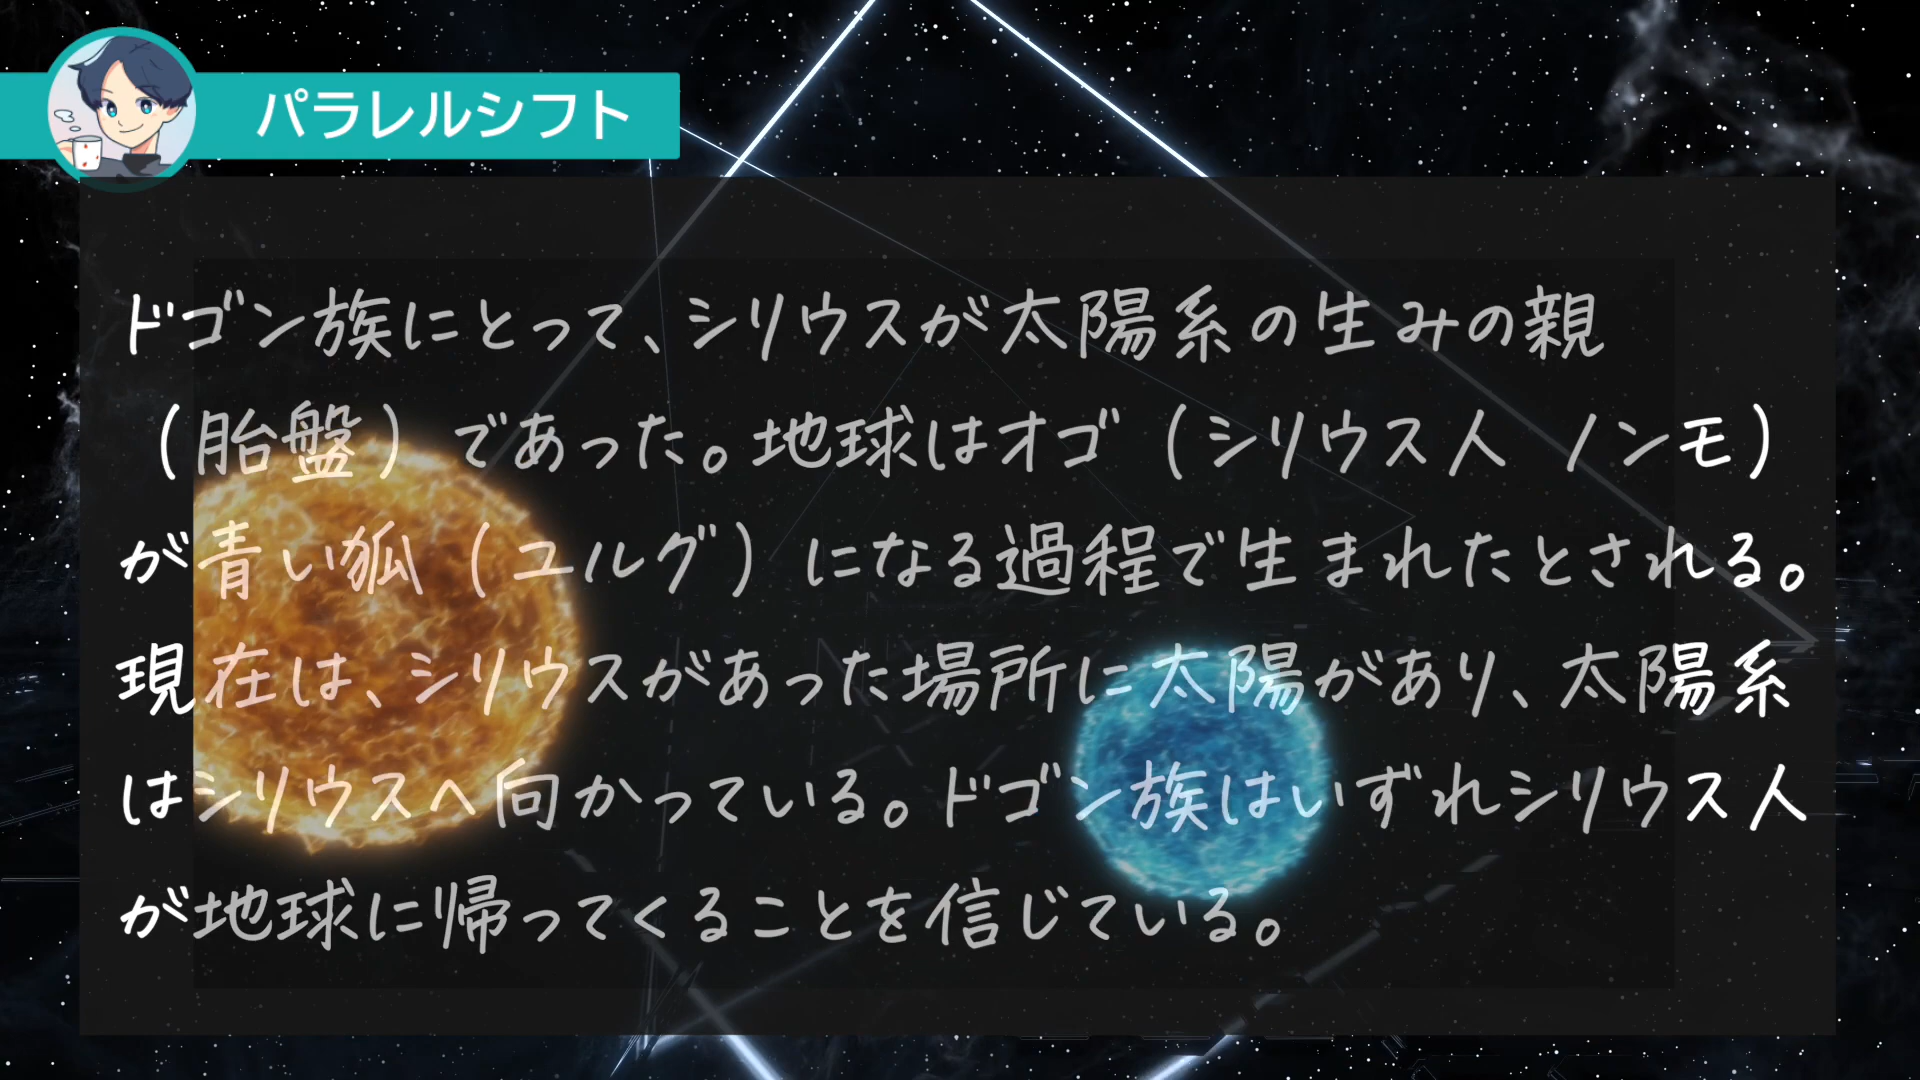 パラレルシフト
ドゴン族にとって、シリウスが太陽系の生みの親
（胎盤）であった。地球はオゴ（シリウス人 ノンモ）
が青い狐（ユルグ）になる過程で生まれたとされる。
現在は、シリウスがあった場所に太陽があり、太陽系
はシリウスへ向かっている。ドゴン族はいずれシリウス人
が地球に帰ってくることを信じている。